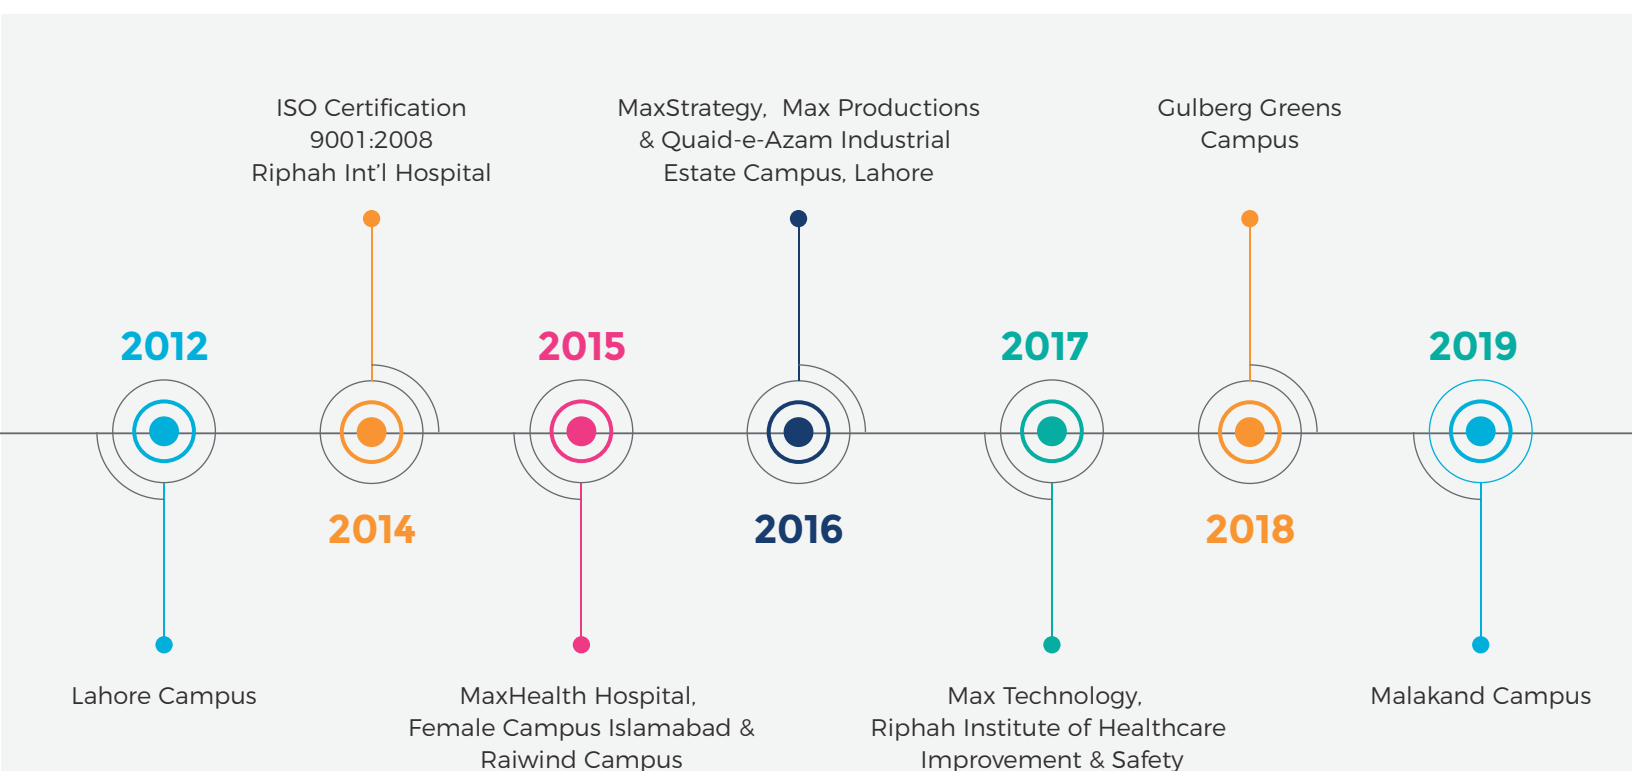 ISO Certification
9001:2008
Riphah Int'l Hospital
MaxStrategy,  Max Productions
& Quaid-e-Azam Industrial
Estate Campus, Lahore
Gulberg Greens
Campus
2012
2015
2017
2019
2014
2016
2018
Lahore Campus
MaxHealth Hospital,
Female Campus Islamabad &
Raiwind Campus
Max Technology,
Riphah Institute of Healthcare
Improvement & Safety
Malakand Campus